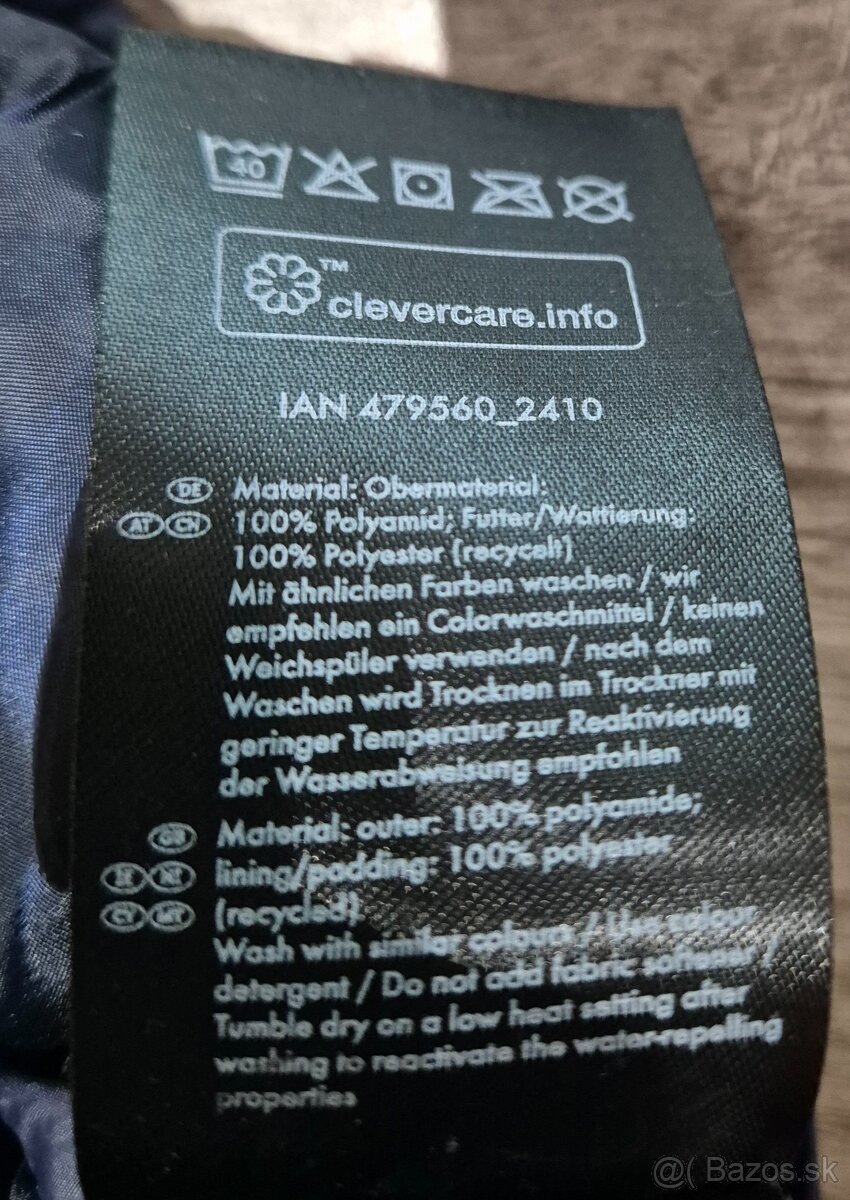 40
™
clevercare.info
IAN 479560_2410
DE Material: Obermaterial:
AT CH 100% Polyamid; Futter/Wattierung:
100% Polyester (recycelt)
Mit ähnlichen Farben waschen / wir
empfehlen ein Colorwaschmittel / keinen
Weichspüler verwenden / nach dem
Waschen wird Trocknen im Trockner mit
geringer Temperatur zur Reaktivierung
der Wasserabweisung empfohlen
GB Material: outer: 100% polyamide;
IE NI lining/padding: 100% polyester
CY MT (recycled)
Wash with similar colours / Use colour
detergent / Do not add fabric softener /
Tumble dry on a low heat setting after
washing to reactivate the water-repelling
properties
@( Bazos.sk